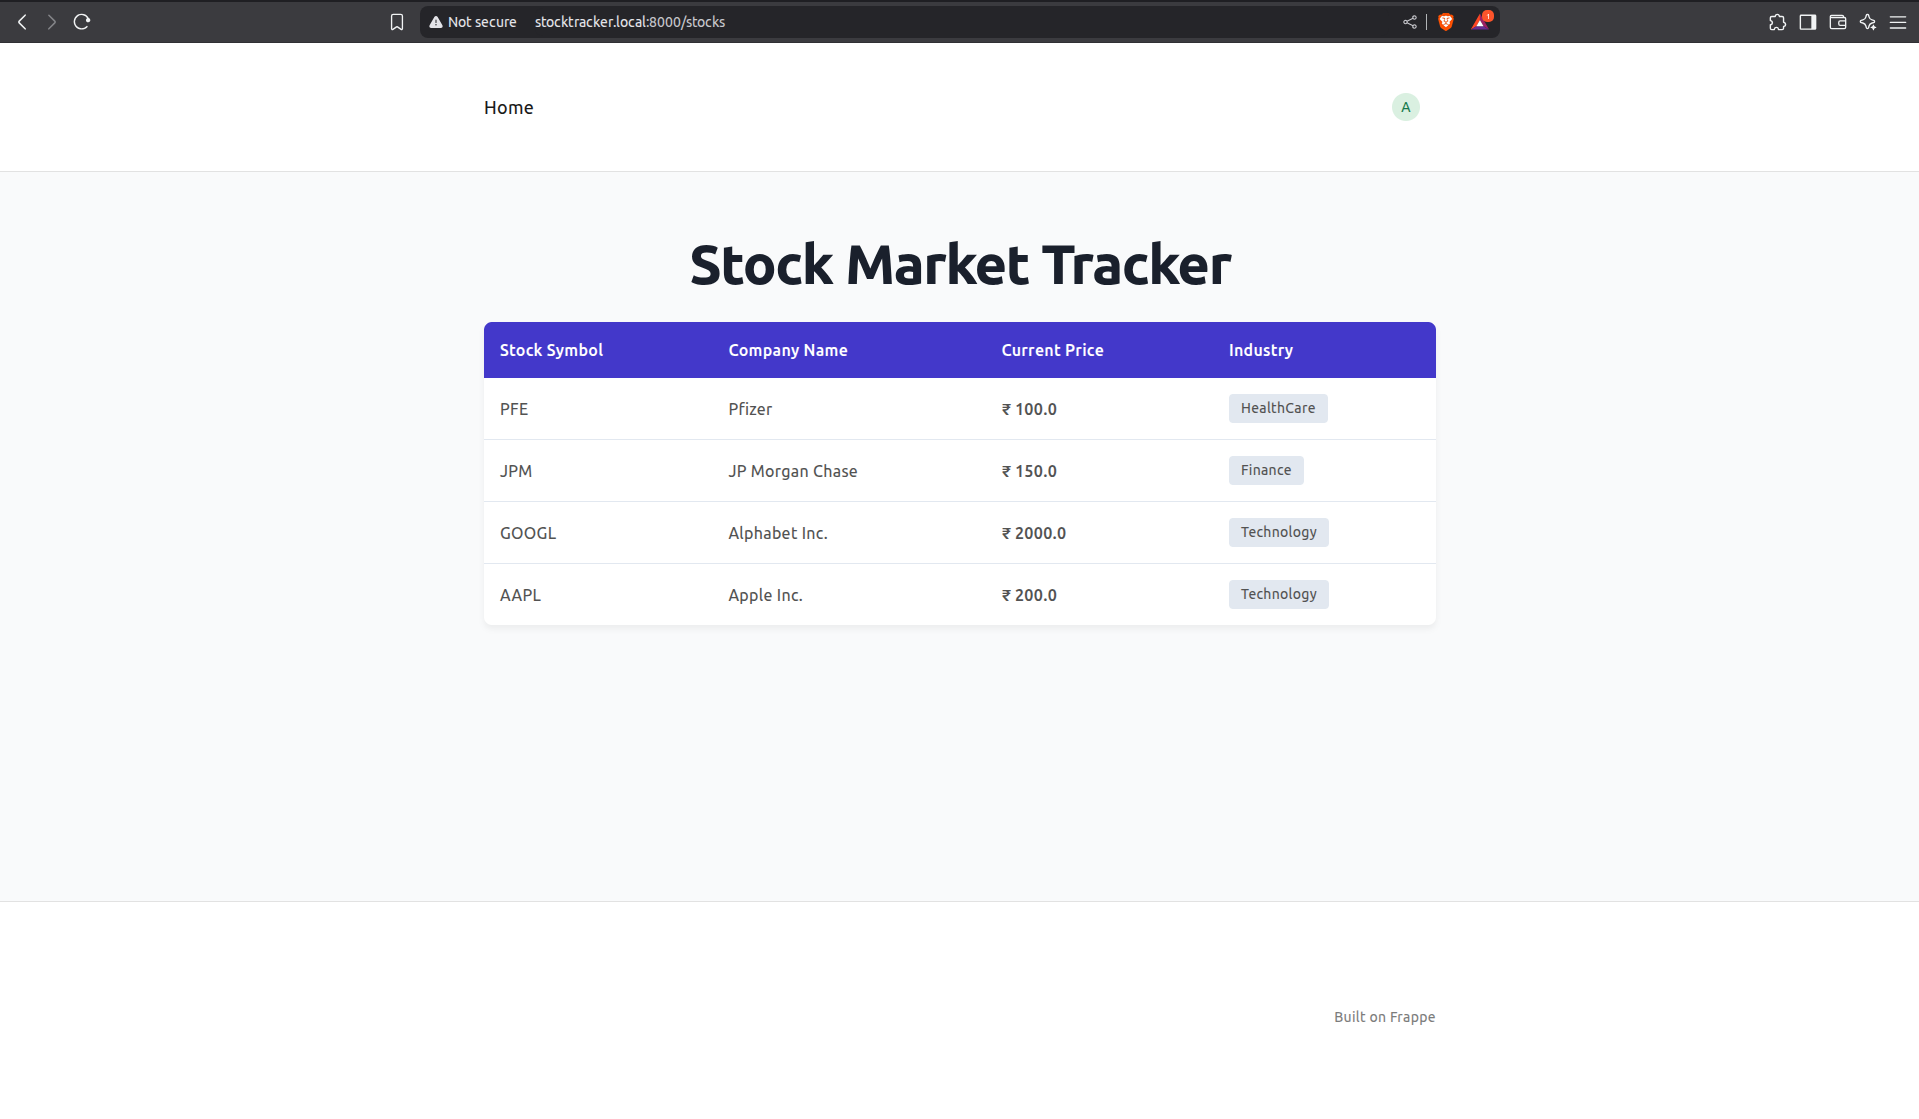 Not secure stocktracker.local:8000/stocks 1
Home A
Stock Market Tracker
Stock Symbol Company Name Current Price Industry
PFE Pfizer ₹ 100.0 HealthCare
JPM JP Morgan Chase ₹ 150.0 Finance
GOOGL Alphabet Inc. ₹ 2000.0 Technology
AAPL Apple Inc. ₹ 200.0 Technology
Built on Frappe